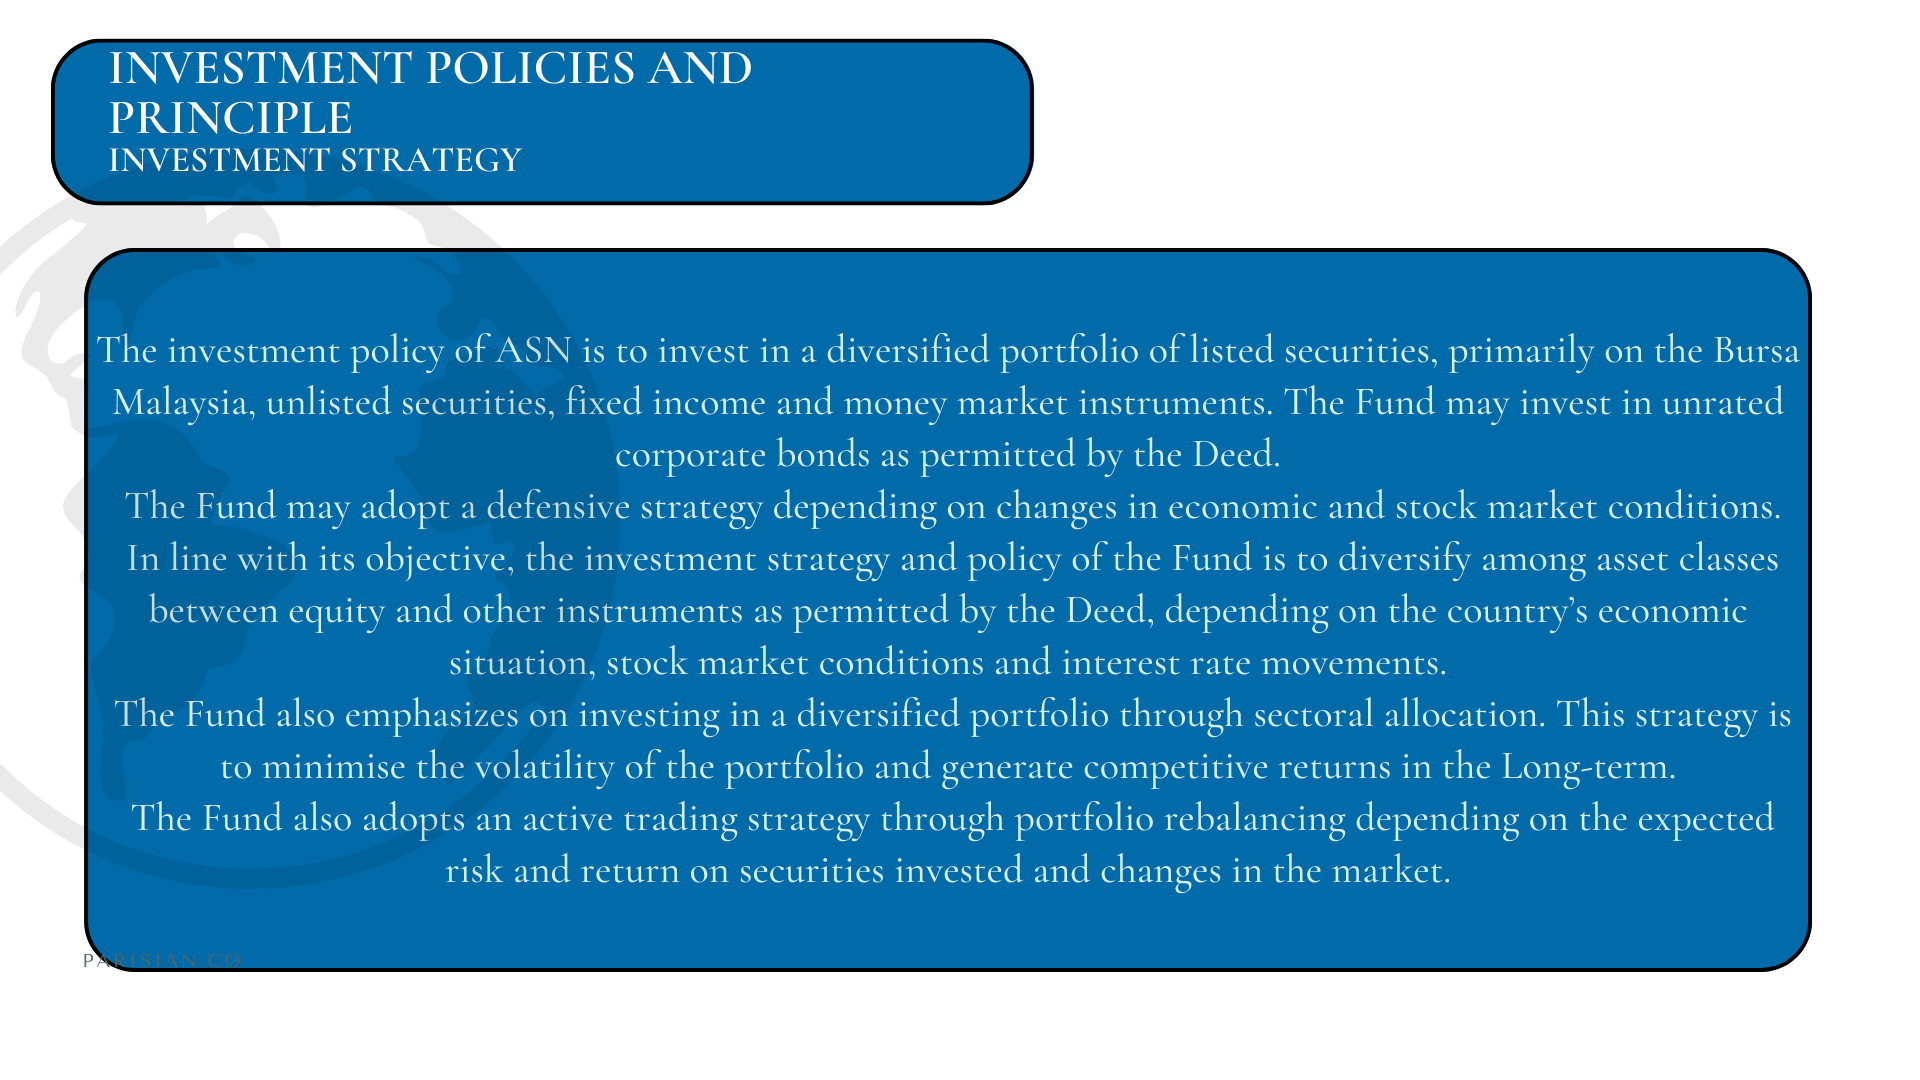 INVESTMENT POLICIES AND
PRINCIPLE
INVESTMENT STRATEGY
The investment policy of ASN is to invest in a diversified portfolio of listed securities, primarily on the Bursa
Malaysia, unlisted securities, fixed income and money market instruments. The Fund may invest in unrated
corporate bonds as permitted by the Deed.
The Fund may adopt a defensive strategy depending on changes in economic and stock market conditions.
In line with its objective, the investment strategy and policy of the Fund is to diversify among asset classes
between equity and other instruments as permitted by the Deed, depending on the country’s economic
situation, stock market conditions and interest rate movements.
The Fund also emphasizes on investing in a diversified portfolio through sectoral allocation. This strategy is
to minimise the volatility of the portfolio and generate competitive returns in the Long-term.
The Fund also adopts an active trading strategy through portfolio rebalancing depending on the expected
risk and return on securities invested and changes in the market.
PARISIAN.CO